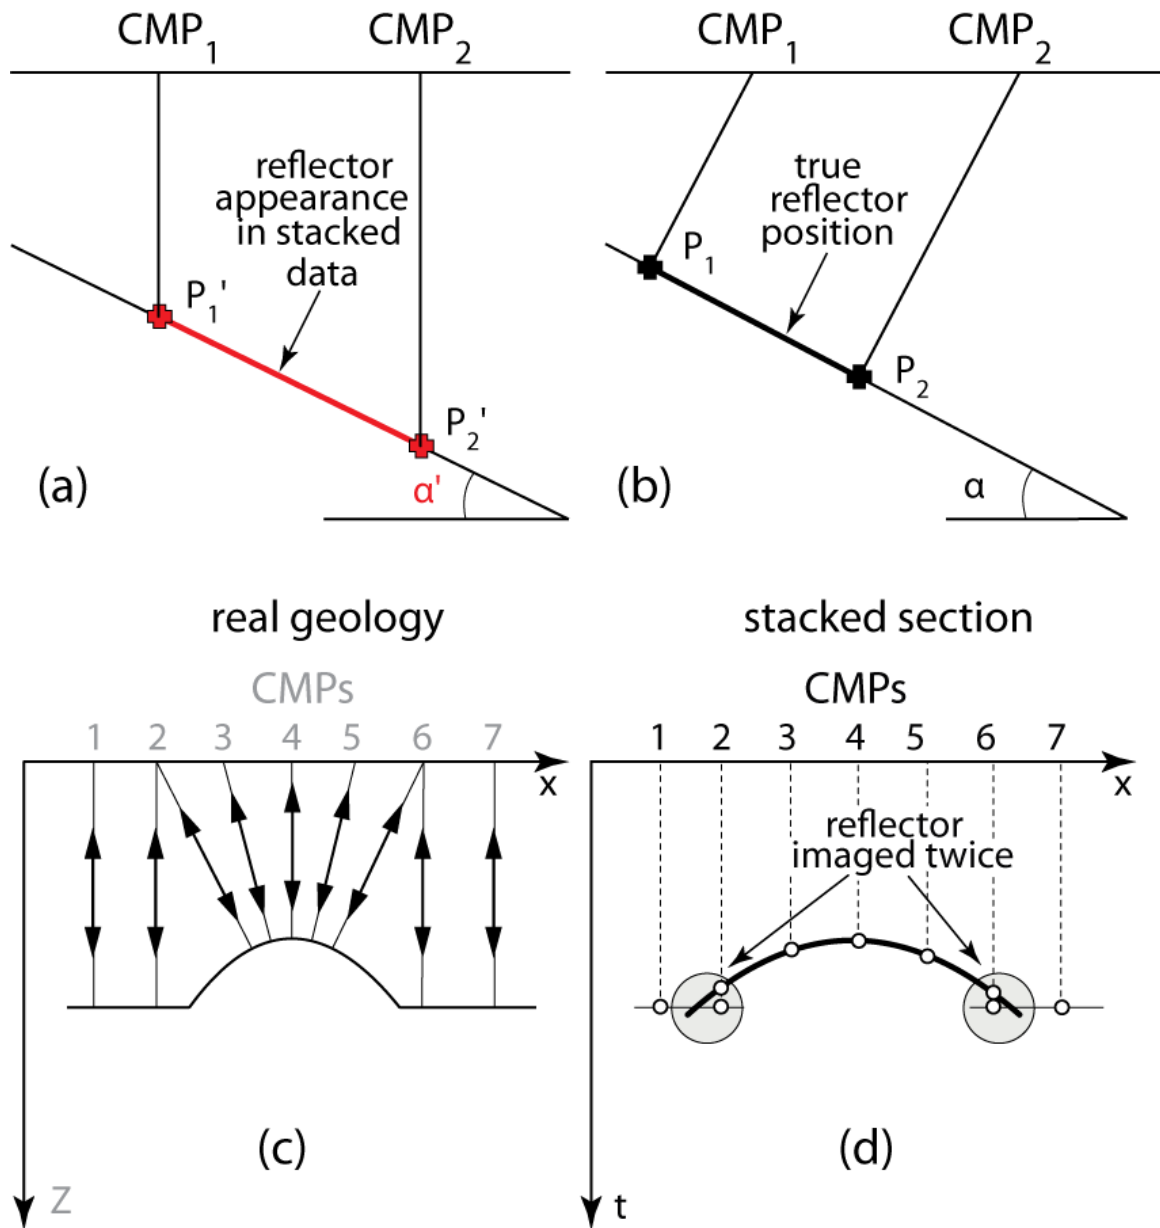 CMP₁ CMP₂
reflector
appearance
in stacked
data
P₁'
P₂'
α'
(a)
CMP₁ CMP₂
true
reflector
position
P₁
P₂
α
(b)
real geology
CMPs
1 2 3 4 5 6 7
x
(c)
Z
stacked section
CMPs
1 2 3 4 5 6 7
x
reflector
imaged twice
(d)
t